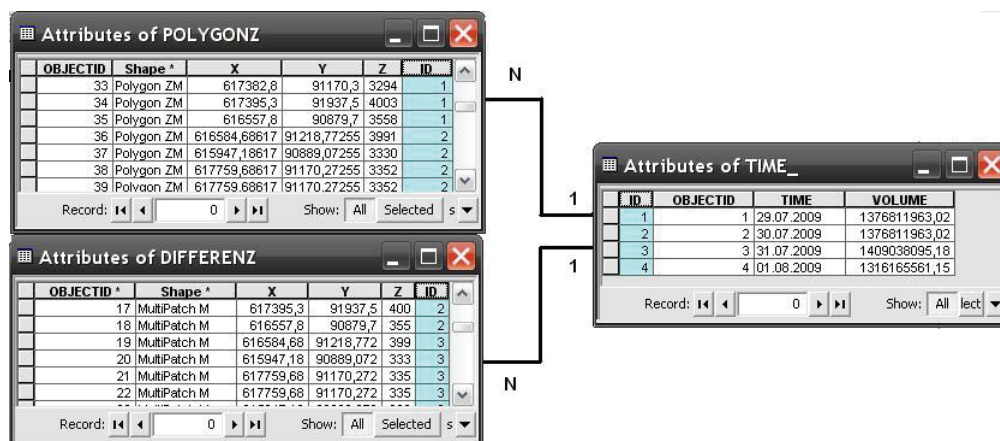 Attributes of POLYGONZ
OBJECTID Shape * X Y Z ID
33 Polygon ZM 617382,8 91170,3 3294 1
34 Polygon ZM 617395,3 91937,5 4003 1
35 Polygon ZM 616557,8 90879,7 3558 1
36 Polygon ZM 616584,68617 91218,77255 3991 2
37 Polygon ZM 615947,18617 90889,07255 3330 2
38 Polygon ZM 617759,68617 91170,27255 3352 2
39 Polygon ZM 617759,68617 91170,27255 3352 2
Record: 0 Show: All Selected s
N
1
Attributes of TIME_
ID OBJECTID TIME VOLUME
1 1 29.07.2009 1376811963,02
2 2 30.07.2009 1376811963,02
3 3 31.07.2009 1409038095,18
4 4 01.08.2009 1316165561,15
Record: 0 Show: All lect
Attributes of DIFFERENZ
OBJECTID * Shape * X Y Z ID
17 MultiPatch M 617395,3 91937,5 400 2
18 MultiPatch M 616557,8 90879,7 355 2
19 MultiPatch M 616584,68 91218,772 399 3
20 MultiPatch M 615947,18 90889,072 333 3
21 MultiPatch M 617759,68 91170,272 335 3
22 MultiPatch M 617759,68 91170,272 335 3
Record: 0 Show: All Selected s
1
N